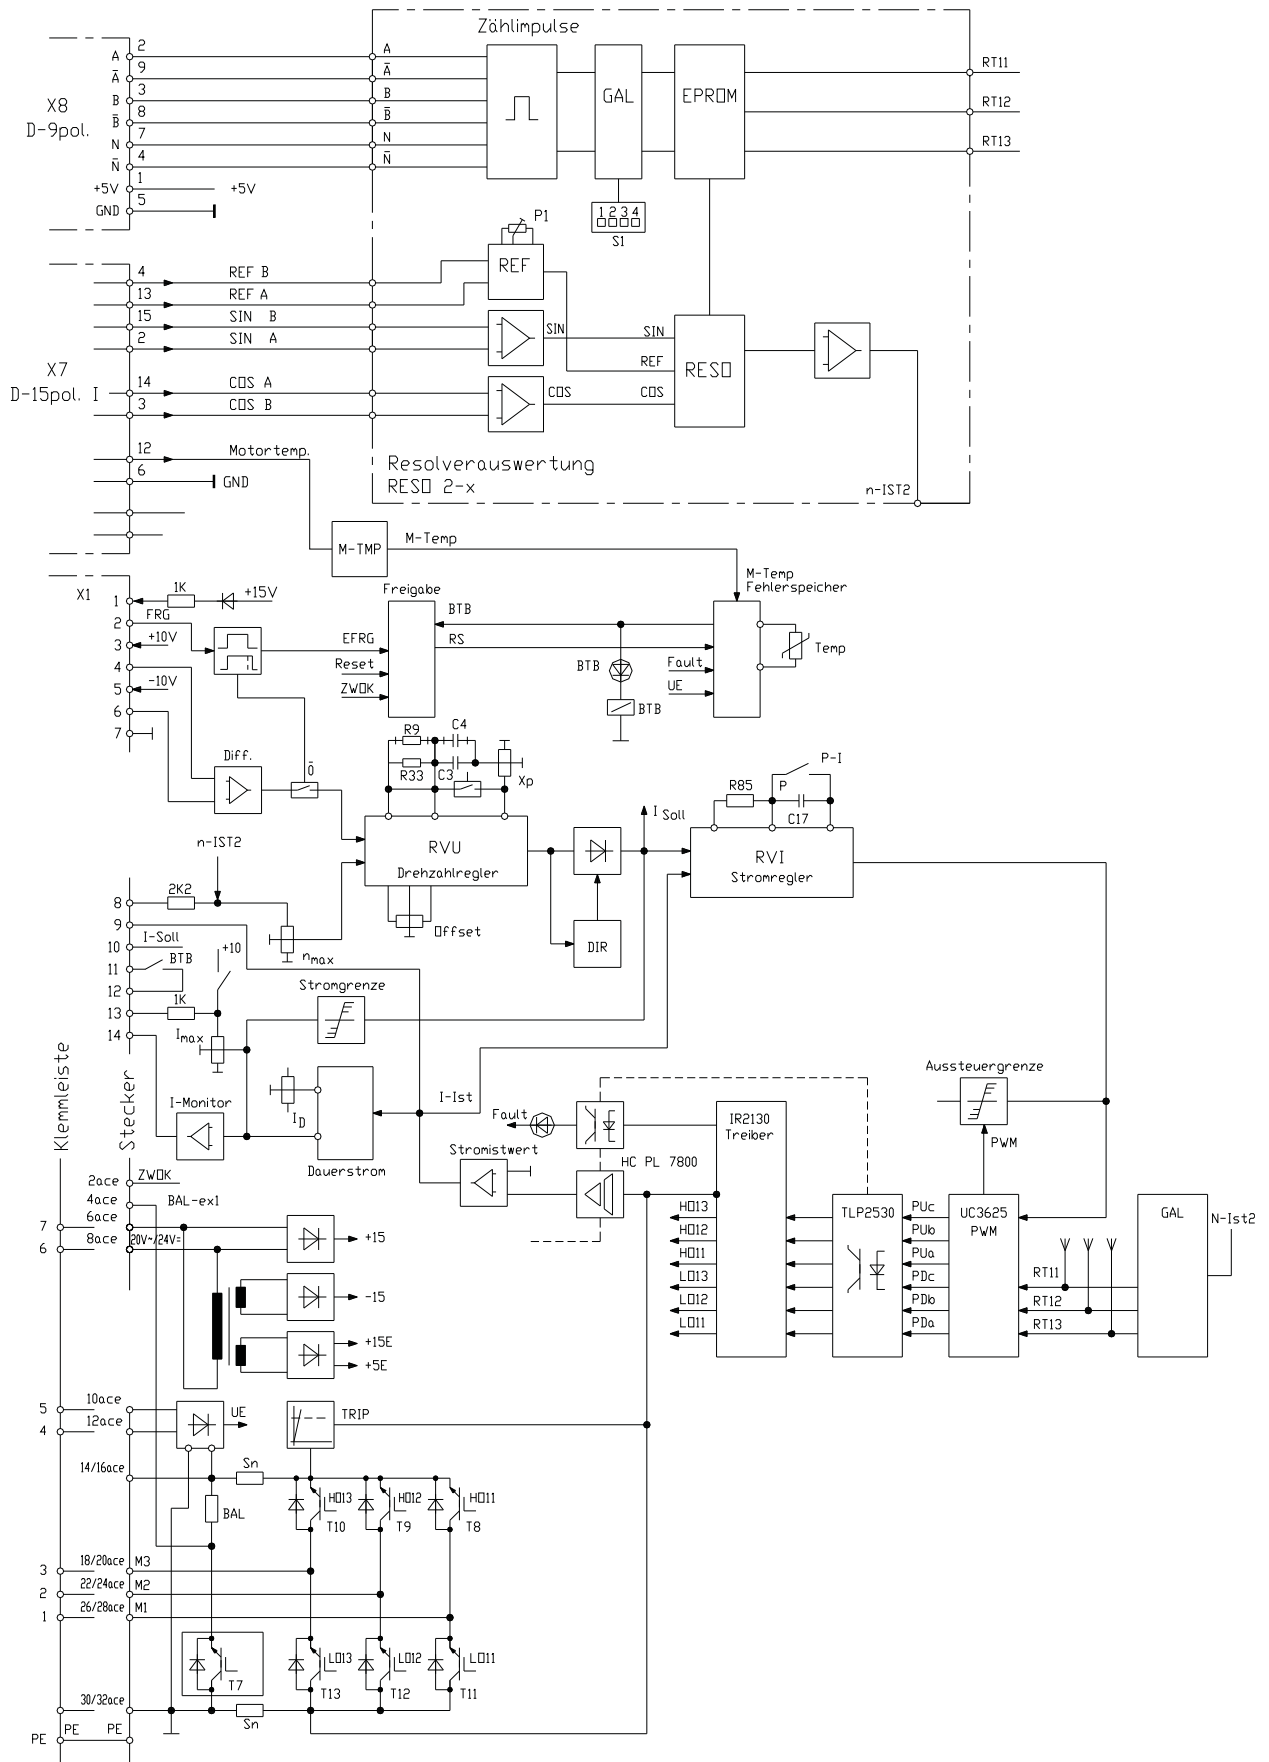 Zählimpulse
X8
D-9pol.
A 2 A
Ā 9 Ā
B 3 B
B̄ 8 B̄
N 7 N
N̄ 4 N̄
+5V 1 +5V
GND 5
GAL
EPROM
RT11
RT12
RT13
1 2 3 4
S1
P1
REF
X7
D-15pol. I
4 REF B
13 REF A
15 SIN B
2 SIN A
14 COS A
3 COS B
12 Motortemp.
6 GND
SIN SIN
REF
COS COS
RESO
Resolverauswertung
RESO 2-x
n-IST2
M-TMP
M-Temp
M-Temp
Fehlerspeicher
X1
1 1K +15V
2 FRG
3 +10V
4
5 -10V
6
7
Freigabe
EFRG
Reset
ZWOK
BTB
RS
BTB
BTB
Fault
UE
Temp
Diff.
Ō
R9
C4
R33
C3
Xp
RVU
Drehzahlregler
Offset
DIR
I Soll
R85
P
P-I
C17
RVI
Stromregler
n-IST2
8 2K2
9
10 I-Soll
11 BTB
12
13 1K
14
+10
nmax
Imax
Stromgrenze
ID
I-Monitor
Dauerstrom
I-Ist
Stromistwert
Fault
HC PL 7800
IR2130
Treiber
Aussteuergrenze
PWM
Klemmleiste
Stecker
2ace ZWOK
4ace BAL-ex1
7 6ace
6 8ace 20V~/24V=
+15
-15
+15E
+5E
HO13
HO12
HO11
LO13
LO12
LO11
TLP2530
PUc
PUb
PUa
PDc
PDb
PDa
UC3625
PWM
RT11
RT12
RT13
GAL
N-Ist2
5 10ace
4 12ace
UE
TRIP
14/16ace
Sn
BAL
HO13
T10
HO12
T9
HO11
T8
3 18/20ace M3
2 22/24ace M2
1 26/28ace M1
T7
LO13
T13
LO12
T12
LO11
T11
30/32ace
Sn
PE PE PE